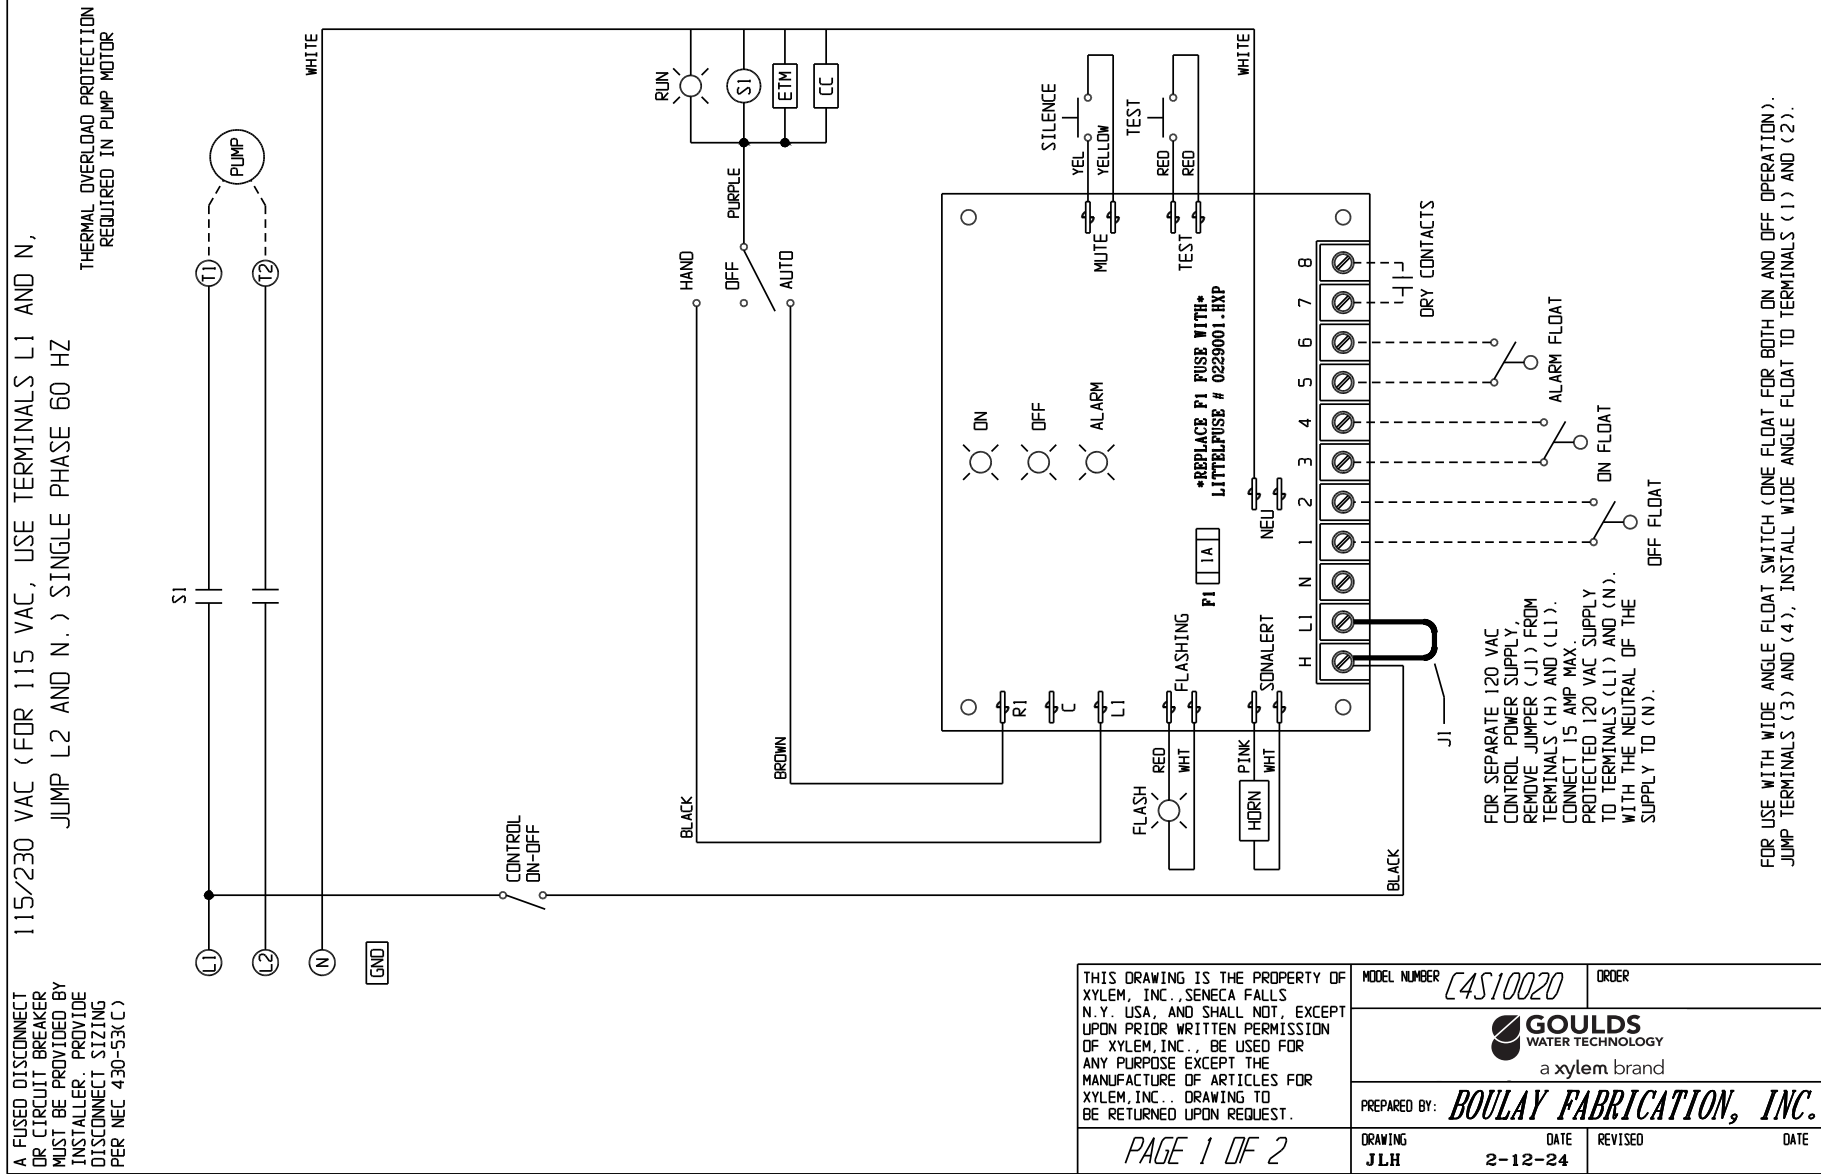 A FUSED DISCONNECT
OR CIRCUIT BREAKER
MUST BE PROVIDED BY
INSTALLER. PROVIDE
DISCONNECT SIZING
PER NEC 430-53(C)
115/230 VAC (FOR 115 VAC, USE TERMINALS L1 AND N,
JUMP L2 AND N.) SINGLE PHASE 60 HZ
THERMAL OVERLOAD PROTECTION
REQUIRED IN PUMP MOTOR
L1
L2
N
GND
S1
T1
T2
PUMP
WHITE
CONTROL
ON-OFF
RUN
S1
ETM
CC
PURPLE
HAND
OFF
AUTO
BLACK
BROWN
SILENCE
YEL
YELLOW
TEST
RED
RED
WHITE
MUTE
TEST
ON
OFF
ALARM
*REPLACE F1 FUSE WITH*
LITTELFUSE # 0229001.HXP
F1
1A
NEU
R1
C
L1
FLASHING
SONALERT
FLASH
RED
WHT
HORN
PINK
WHT
BLACK
H
L1
N
1
2
3
4
5
6
7
8
DRY CONTACTS
ALARM FLOAT
ON FLOAT
OFF FLOAT
J1
FOR SEPARATE 120 VAC
CONTROL POWER SUPPLY,
REMOVE JUMPER (J1) FROM
TERMINALS (H) AND (L1).
CONNECT 15 AMP MAX.
PROTECTED 120 VAC SUPPLY
TO TERMINALS (L1) AND (N).
WITH THE NEUTRAL OF THE
SUPPLY TO (N).
FOR USE WITH WIDE ANGLE FLOAT SWITCH (ONE FLOAT FOR BOTH ON AND OFF OPERATION).
JUMP TERMINALS (3) AND (4), INSTALL WIDE ANGLE FLOAT TO TERMINALS (1) AND (2).
THIS DRAWING IS THE PROPERTY OF
XYLEM, INC.,SENECA FALLS
N.Y. USA, AND SHALL NOT, EXCEPT
UPON PRIOR WRITTEN PERMISSION
OF XYLEM,INC., BE USED FOR
ANY PURPOSE EXCEPT THE
MANUFACTURE OF ARTICLES FOR
XYLEM,INC.. DRAWING TO
BE RETURNED UPON REQUEST.
PAGE 1 OF 2
MODEL NUMBER C4S10020
ORDER
GOULDS
WATER TECHNOLOGY
a xylem brand
PREPARED BY: BOULAY FABRICATION, INC.
DRAWING DATE
JLH 2-12-24
REVISED DATE